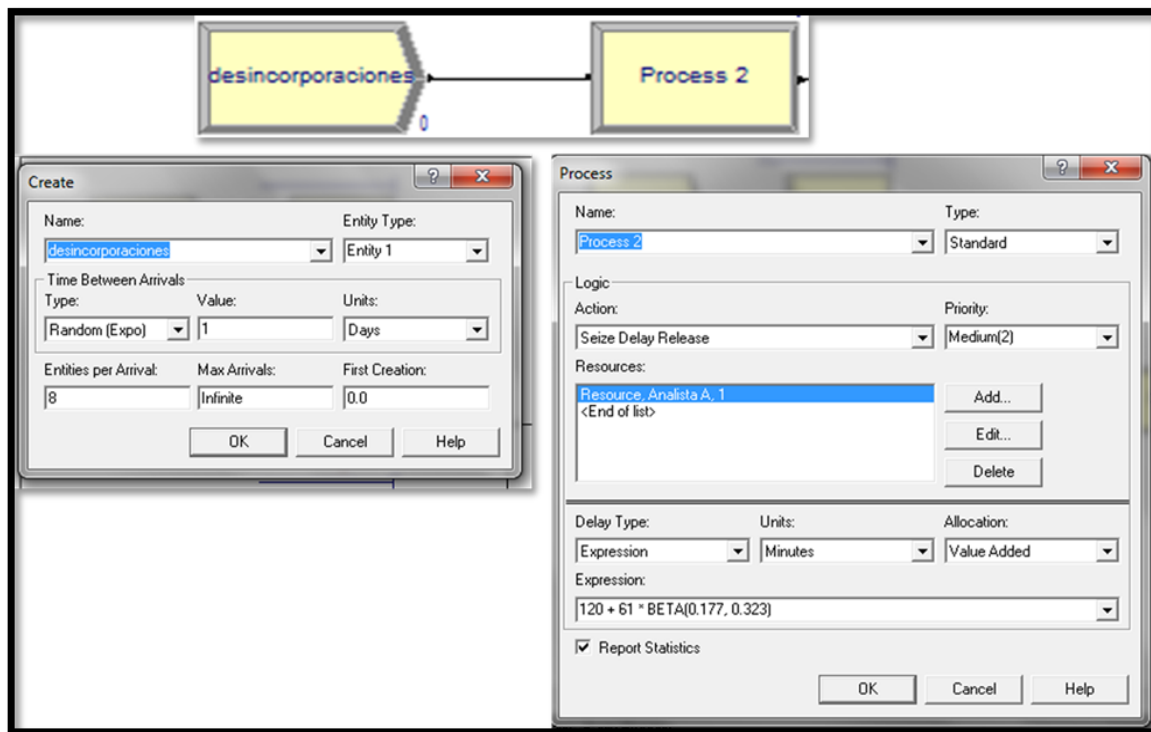 desincorporaciones
Process 2
0
Create
?
X
Name:
Entity Type:
desincorporaciones
Entity 1
Time Between Arrivals
Type:
Value:
Units:
Random (Expo)
1
Days
Entities per Arrival:
Max Arrivals:
First Creation:
8
Infinite
0.0
OK
Cancel
Help
Process
?
X
Name:
Type:
Process 2
Standard
Logic
Action:
Priority:
Seize Delay Release
Medium(2)
Resources:
Resource, Analista A, 1
<End of list>
Add...
Edit...
Delete
Delay Type:
Units:
Allocation:
Expression
Minutes
Value Added
Expression:
120 + 61 * BETA(0.177, 0.323)
Report Statistics
OK
Cancel
Help